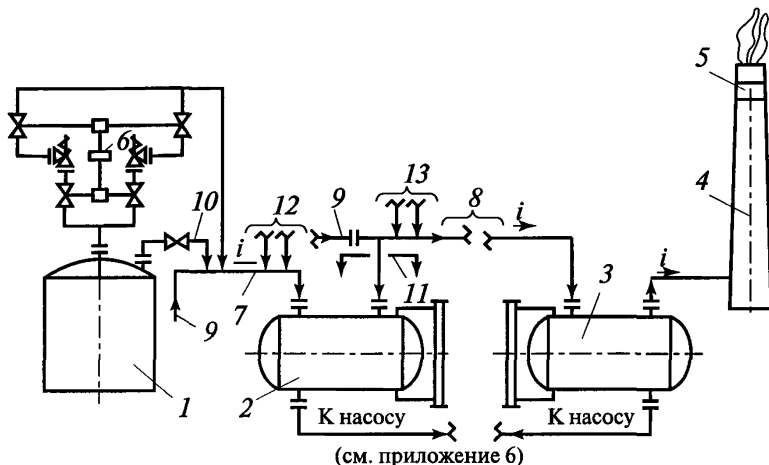 5
6
13
12
9
8
i
10
4
i
i
11
3
7
9
1
2
К насосу
К насосу
(см. приложение 6)